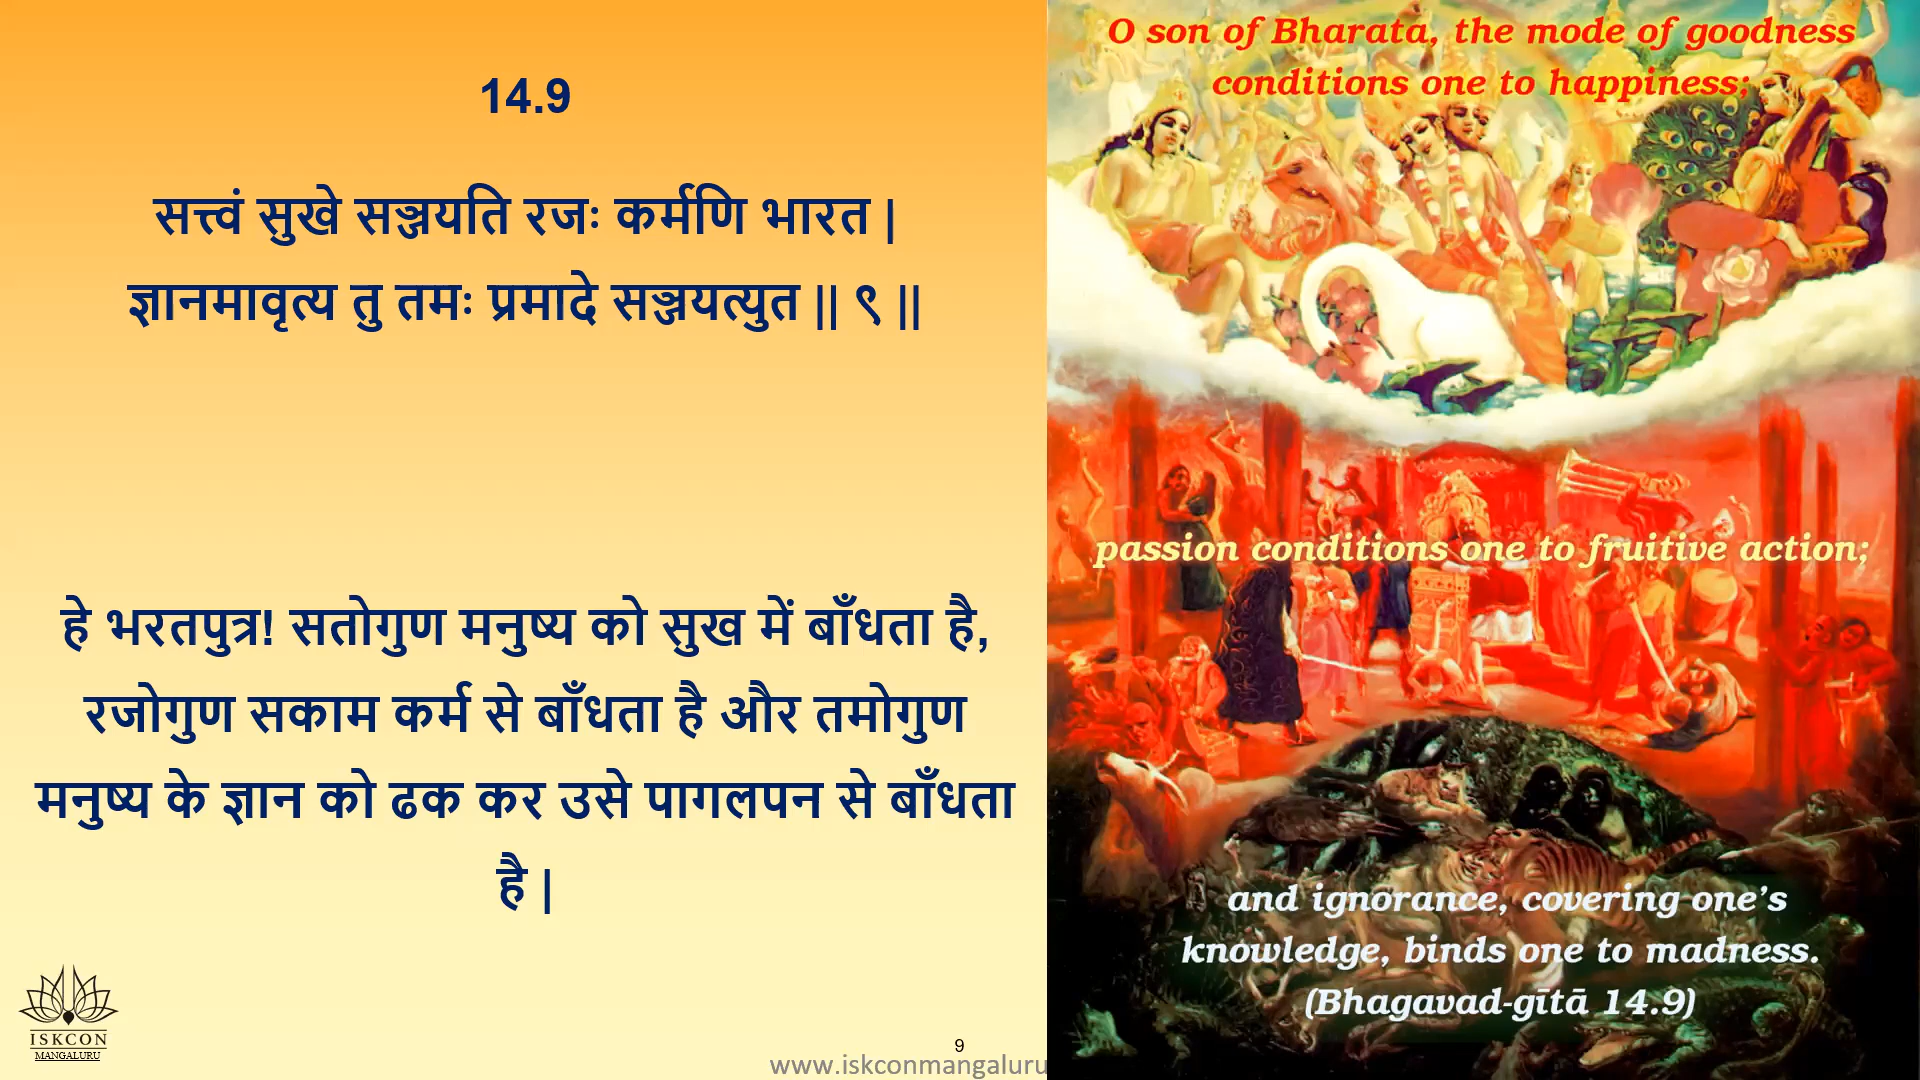 14.9
सत्त्वं सुखे सञ्जयति रजः कर्मणि भारत |
ज्ञानमावृत्य तु तमः प्रमादे सञ्जयत्युत || ९ ||
हे भरतपुत्र! सतोगुण मनुष्य को सुख में बाँधता है,
रजोगुण सकाम कर्म से बाँधता है और तमोगुण
मनुष्य के ज्ञान को ढक कर उसे पागलपन से बाँधता
है |
ISKCON
MANGALURU
9
www.iskconmangaluru
O son of Bharata, the mode of goodness
conditions one to happiness;
passion conditions one to fruitive action;
and ignorance, covering one’s
knowledge, binds one to madness.
(Bhagavad-gītā 14.9)